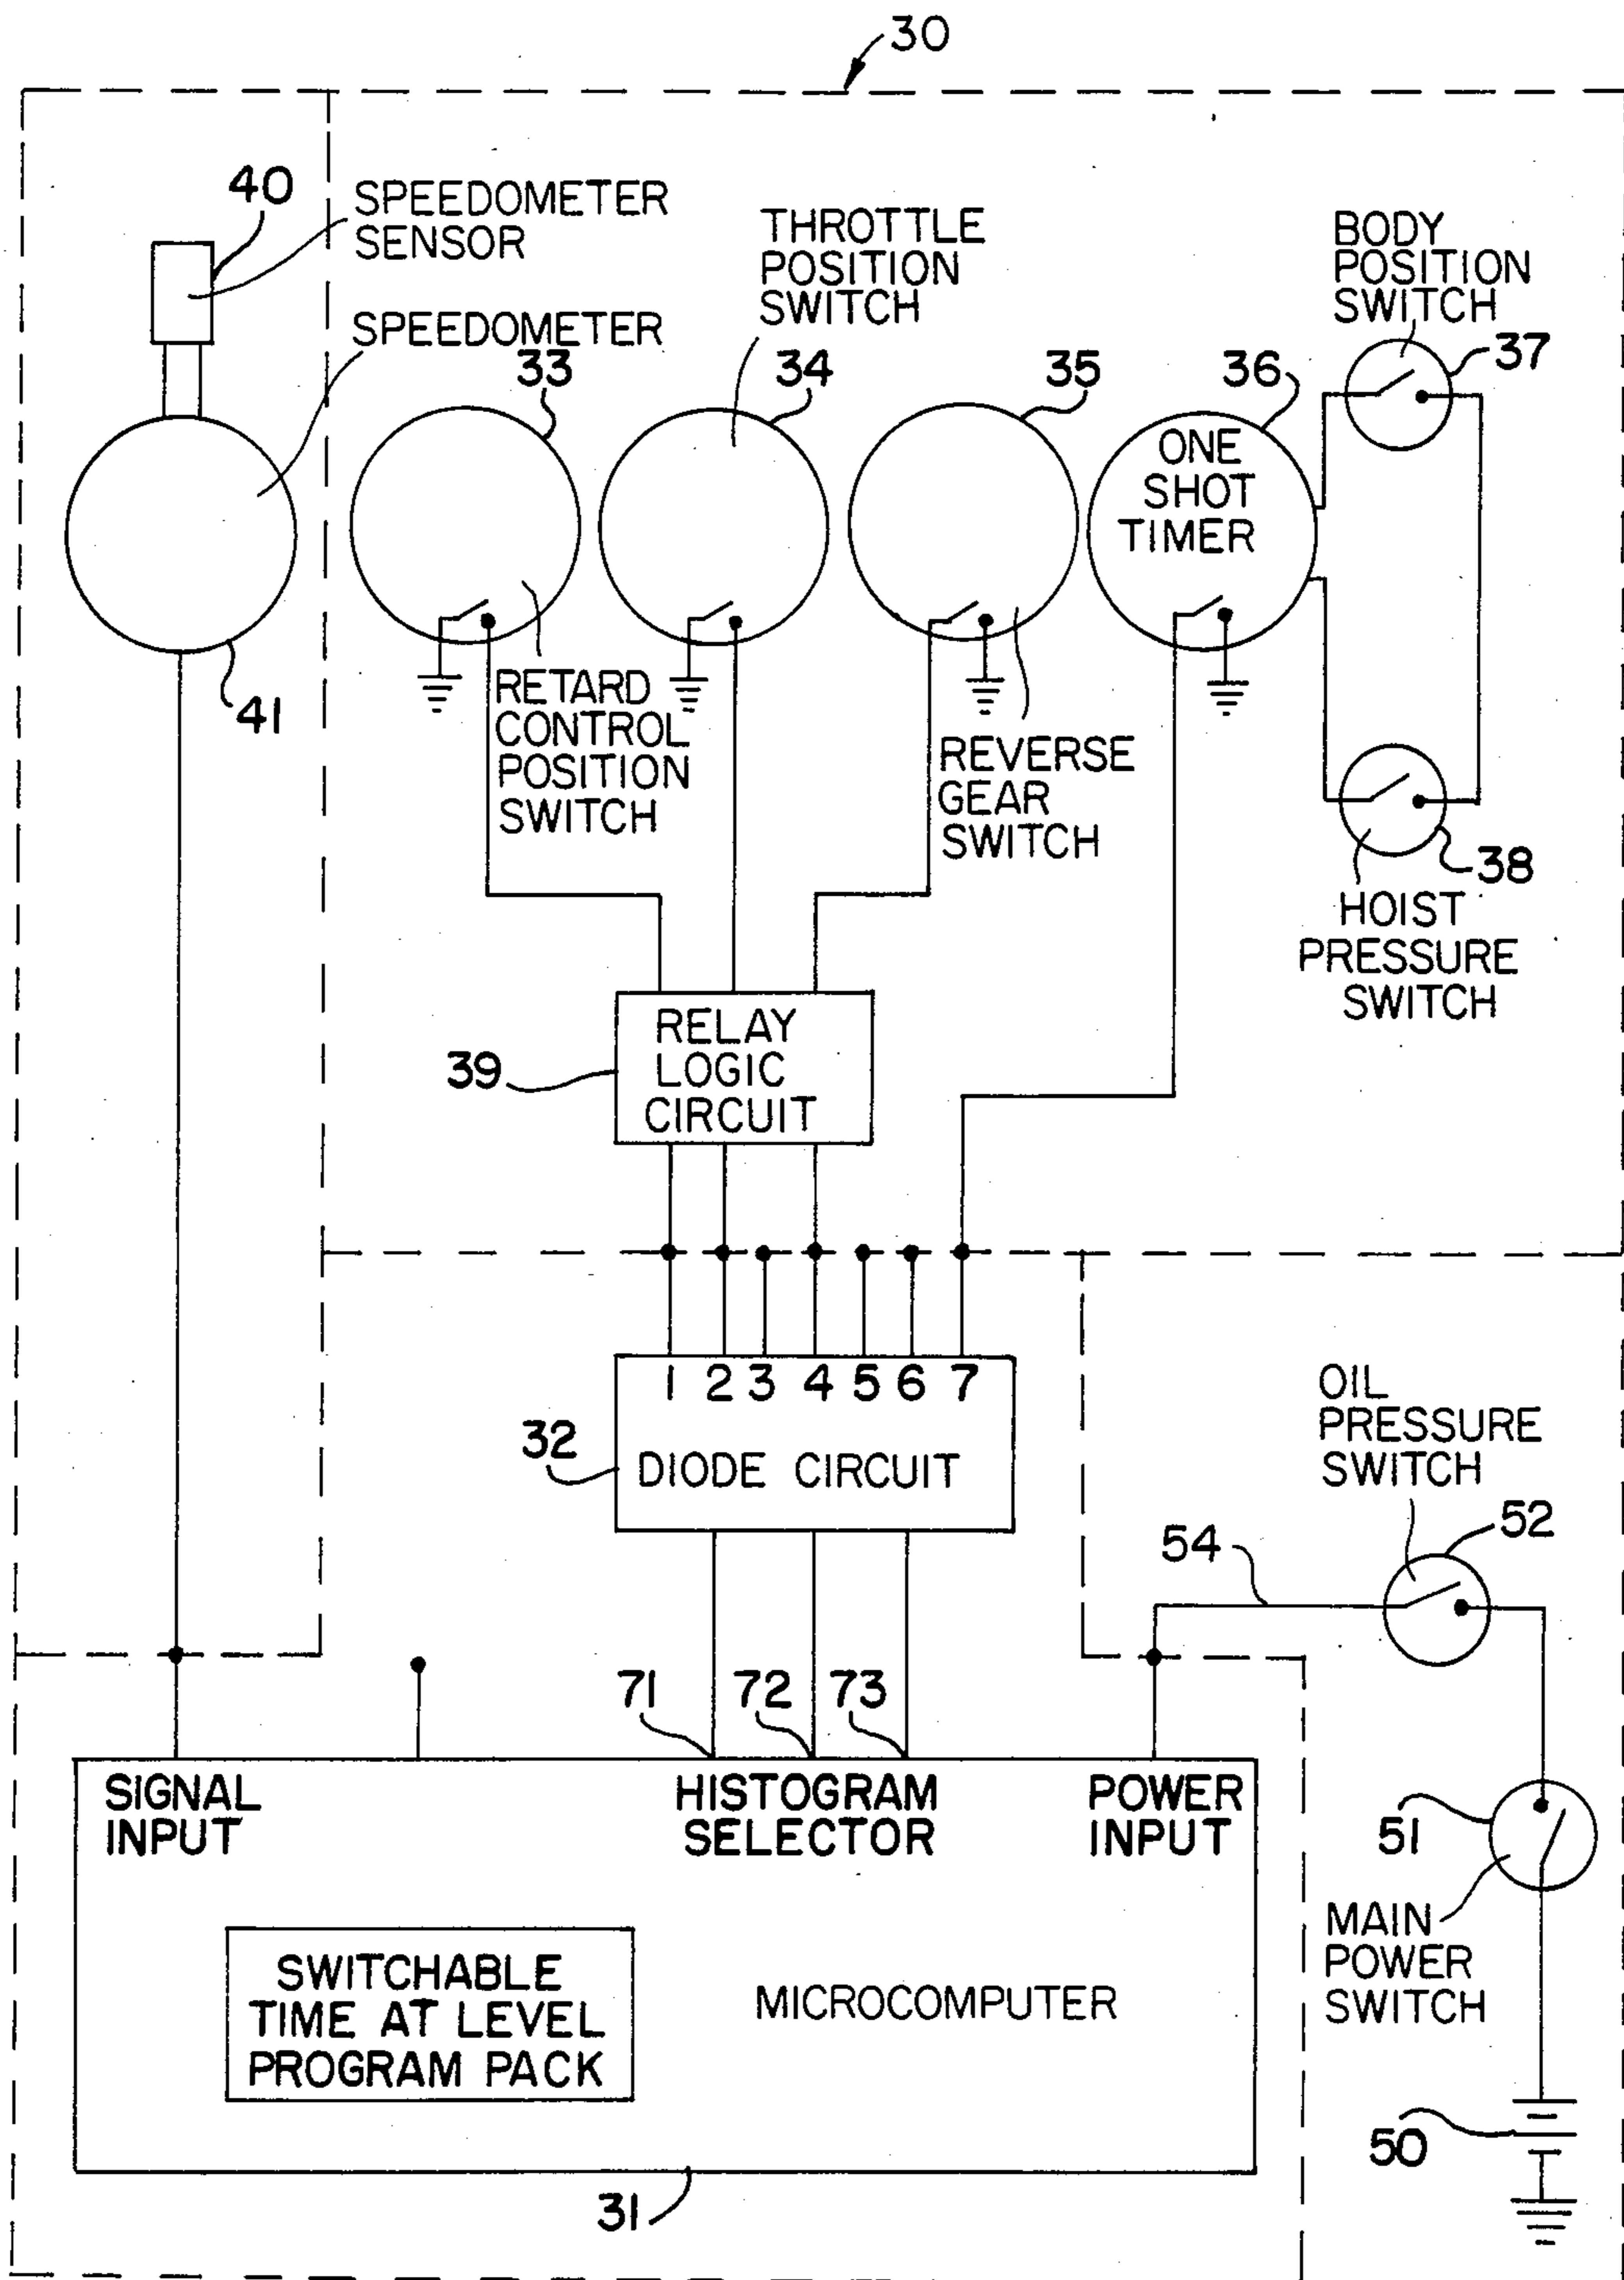 30
40
SPEEDOMETER
SENSOR
THROTTLE
POSITION
SWITCH
BODY
POSITION
SWITCH
SPEEDOMETER
33
34
35
36
37
ONE
SHOT
TIMER
41
RETARD
CONTROL
POSITION
SWITCH
REVERSE
GEAR
SWITCH
38
HOIST
PRESSURE
SWITCH
RELAY
LOGIC
CIRCUIT
39
1 2 3 4 5 6 7
DIODE CIRCUIT
32
OIL
PRESSURE
SWITCH
52
54
71
72
73
SIGNAL
INPUT
HISTOGRAM
SELECTOR
POWER
INPUT
51
MAIN
POWER
SWITCH
SWITCHABLE
TIME AT LEVEL
PROGRAM PACK
MICROCOMPUTER
50
31